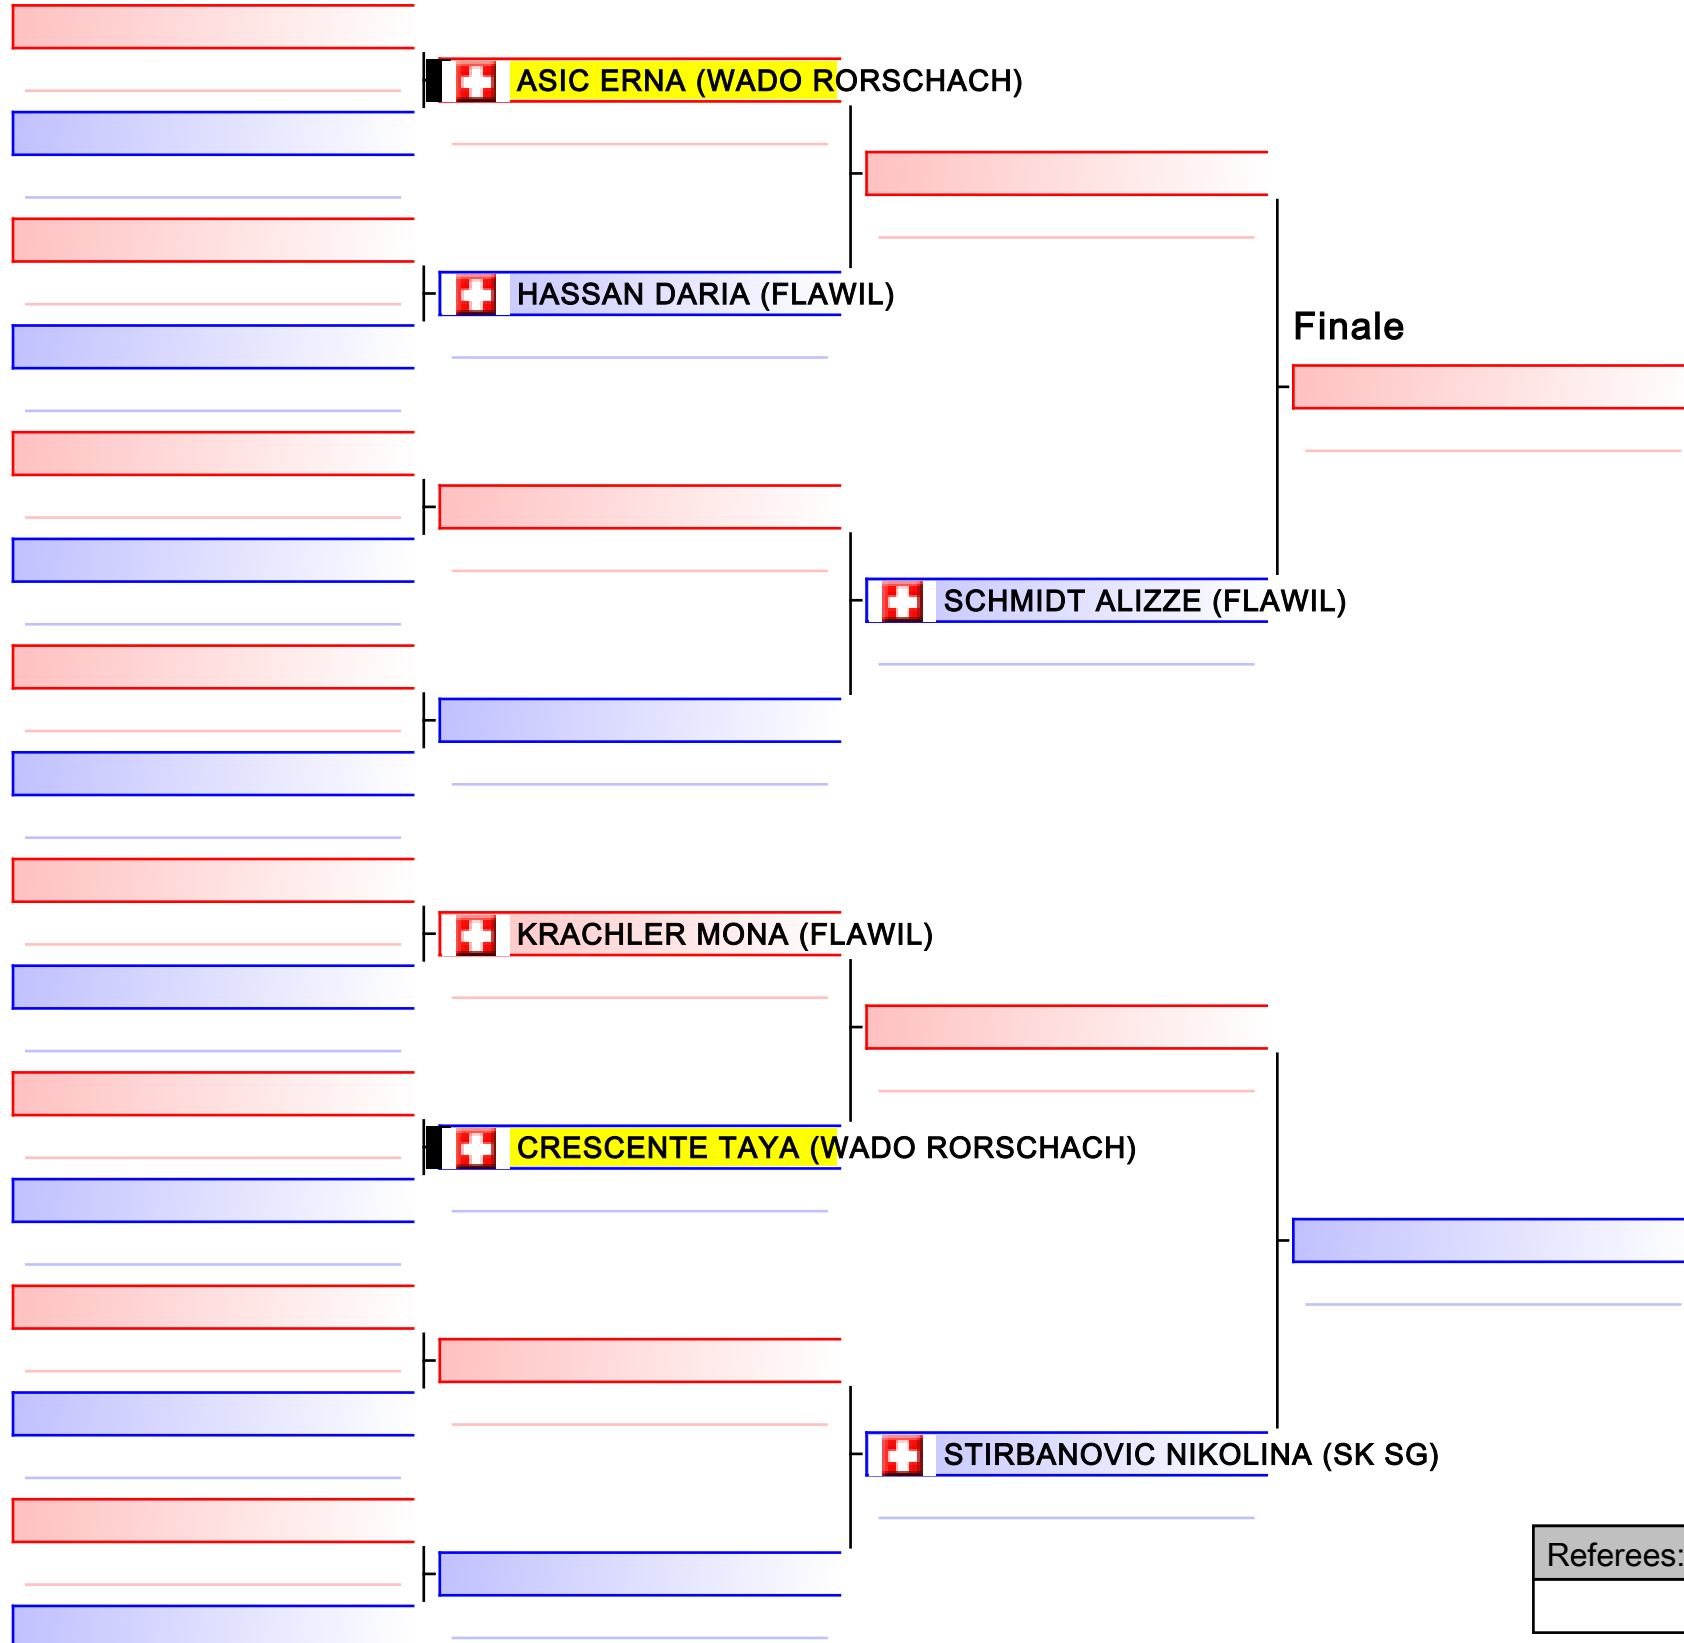 ASIC ERNA (WADO RORSCHACH)
HASSAN DARIA (FLAWIL)
Finale
SCHMIDT ALIZZE (FLAWIL)
KRACHLER MONA (FLAWIL)
CRESCENTE TAYA (WADO RORSCHACH)
STIRBANOVIC NIKOLINA (SK SG)
Referees: